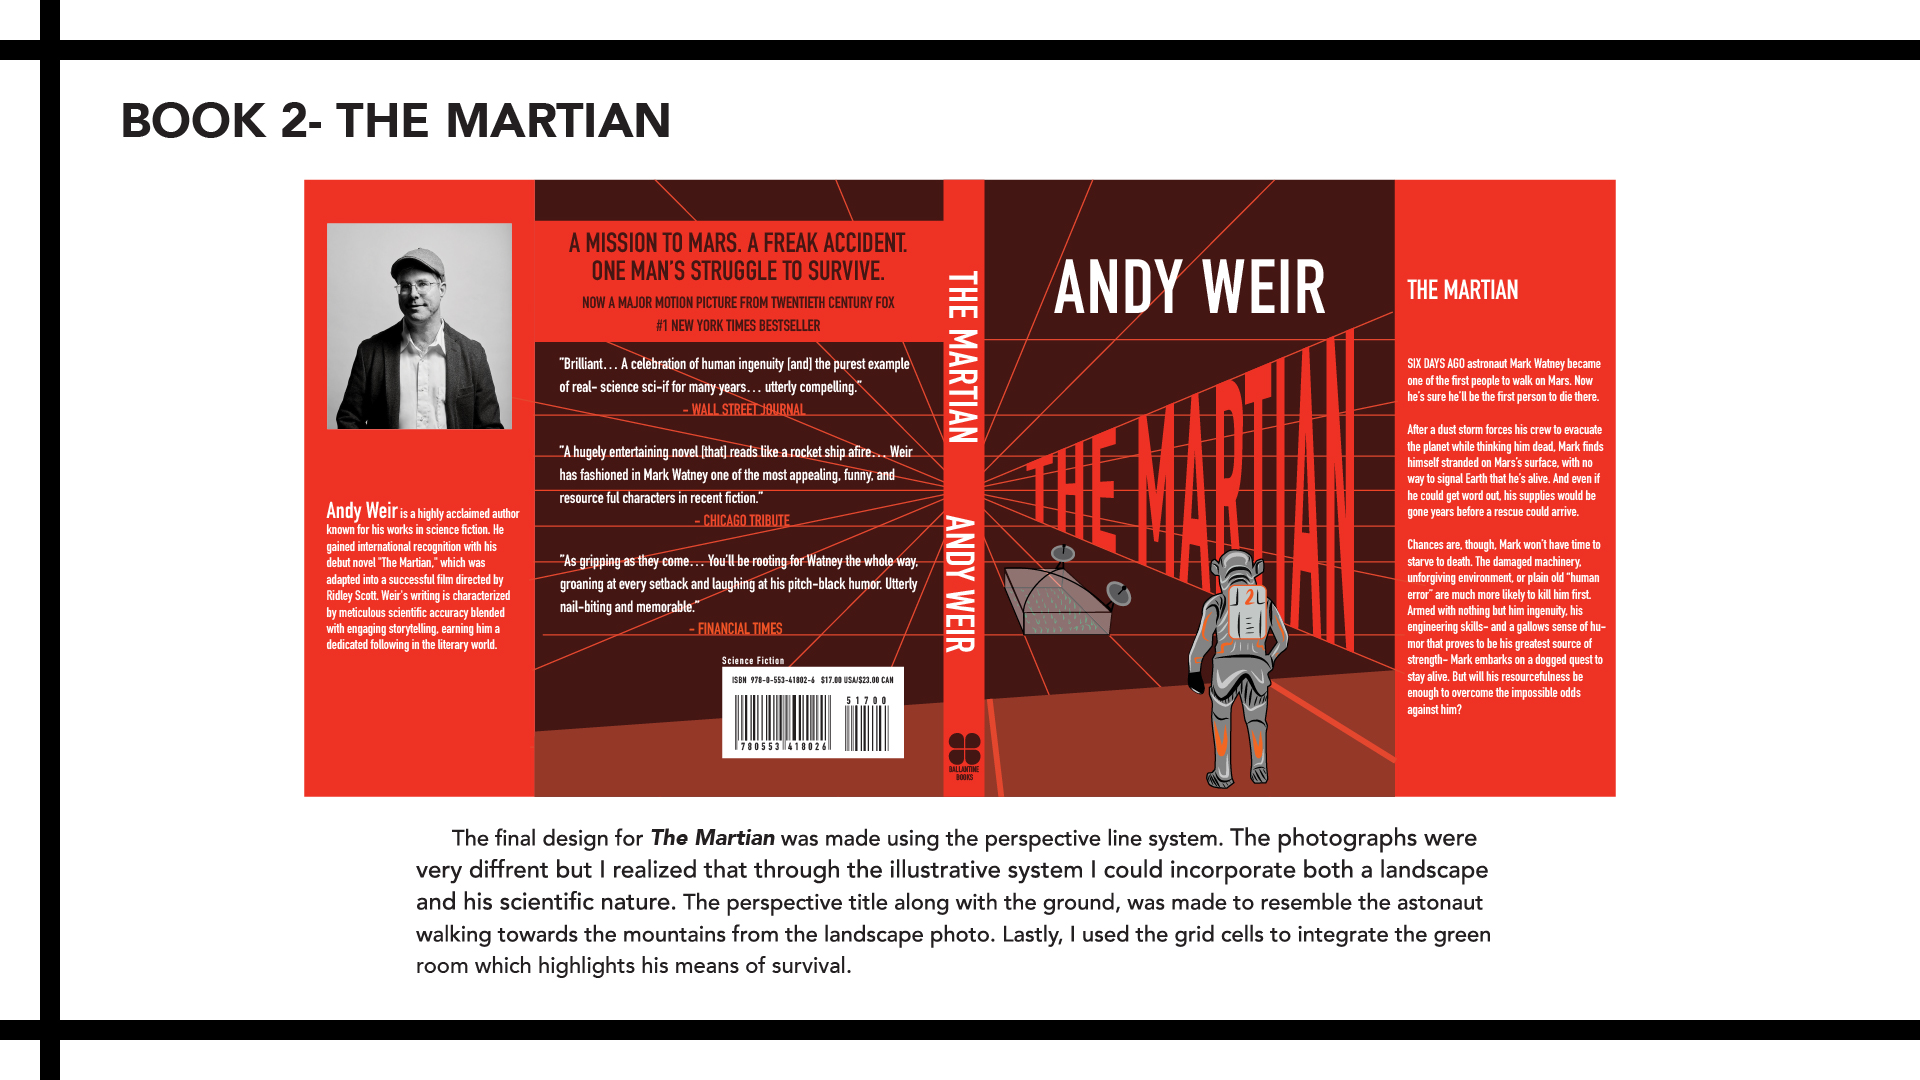 BOOK 2- THE MARTIAN
Andy Weir is a highly acclaimed author
known for his works in science fiction. He
gained international recognition with his
debut novel "The Martian," which was
adapted into a successful film directed by
Ridley Scott. Weir's writing is characterized
by meticulous scientific accuracy blended
with engaging storytelling, earning him a
dedicated following in the literary world.
A MISSION TO MARS. A FREAK ACCIDENT.
ONE MAN'S STRUGGLE TO SURVIVE.
NOW A MAJOR MOTION PICTURE FROM TWENTIETH CENTURY FOX
#1 NEW YORK TIMES BESTSELLER
"Brilliant... A celebration of human ingenuity [and] the purest example
of real- science sci-if for many years... utterly compelling."
- WALL STREET JOURNAL
"A hugely entertaining novel [that] reads like a rocket ship afire... Weir
has fashioned in Mark Watney one of the most appealing, funny, and
resource ful characters in recent fiction."
- CHICAGO TRIBUTE
"As gripping as they come... You'll be rooting for Watney the whole way,
groaning at every setback and laughing at his pitch-black humor. Utterly
nail-biting and memorable."
- FINANCIAL TIMES
Science Fiction
ISBN 978-0-553-41802-6 $17.00 USA/$23.00 CAN
51700
780553 418026
THE MARTIAN
ANDY WEIR
BALLANTINE
BOOKS
ANDY WEIR
THE MARTIAN
2
THE MARTIAN
SIX DAYS AGO astronaut Mark Watney became
one of the first people to walk on Mars. Now
he's sure he'll be the first person to die there.
After a dust storm forces his crew to evacuate
the planet while thinking him dead, Mark finds
himself stranded on Mars's surface, with no
way to signal Earth that he's alive. And even if
he could get word out, his supplies would be
gone years before a rescue could arrive.
Chances are, though, Mark won't have time to
starve to death. The damaged machinery,
unforgiving environment, or plain old "human
error" are much more likely to kill him first.
Armed with nothing but him ingenuity, his
engineering skills- and a gallows sense of hu-
mor that proves to be his greatest source of
strength- Mark embarks on a dogged quest to
stay alive. But will his resourcefulness be
enough to overcome the impossible odds
against him?
The final design for The Martian was made using the perspective line system. The photographs were
very diffrent but I realized that through the illustrative system I could incorporate both a landscape
and his scientific nature. The perspective title along with the ground, was made to resemble the astonaut
walking towards the mountains from the landscape photo. Lastly, I used the grid cells to integrate the green
room which highlights his means of survival.